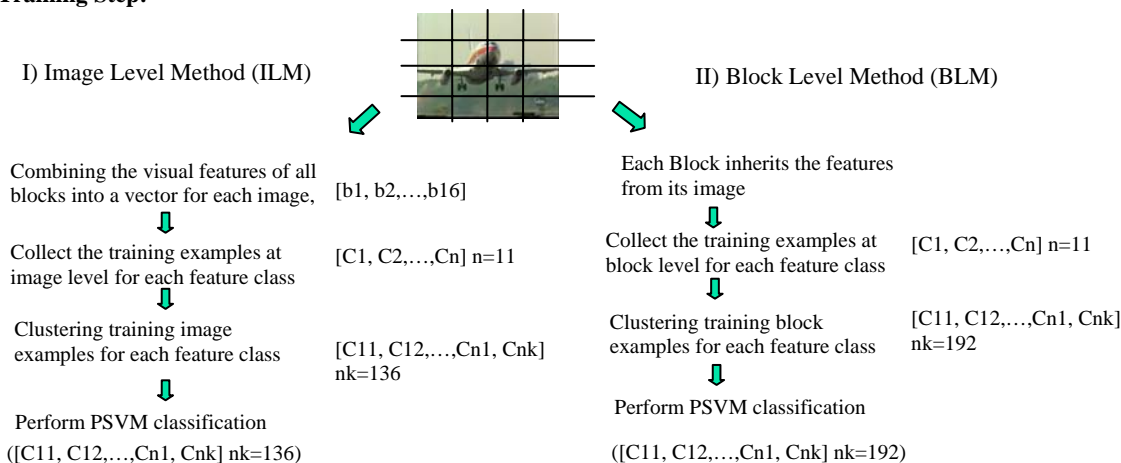 Training Step:
I) Image Level Method (ILM)
II) Block Level Method (BLM)
Combining the visual features of all
blocks into a vector for each image,
[b1, b2,…,b16]
Collect the training examples at
image level for each feature class
[C1, C2,…,Cn] n=11
Clustering training image
examples for each feature class
[C11, C12,…,Cn1, Cnk]
nk=136
Perform PSVM classification
([C11, C12,…,Cn1, Cnk] nk=136)
Each Block inherits the features
from its image
Collect the training examples at
block level for each feature class
[C1, C2,…,Cn] n=11
Clustering training block
examples for each feature class
[C11, C12,…,Cn1, Cnk]
nk=192
Perform PSVM classification
([C11, C12,…,Cn1, Cnk] nk=192)